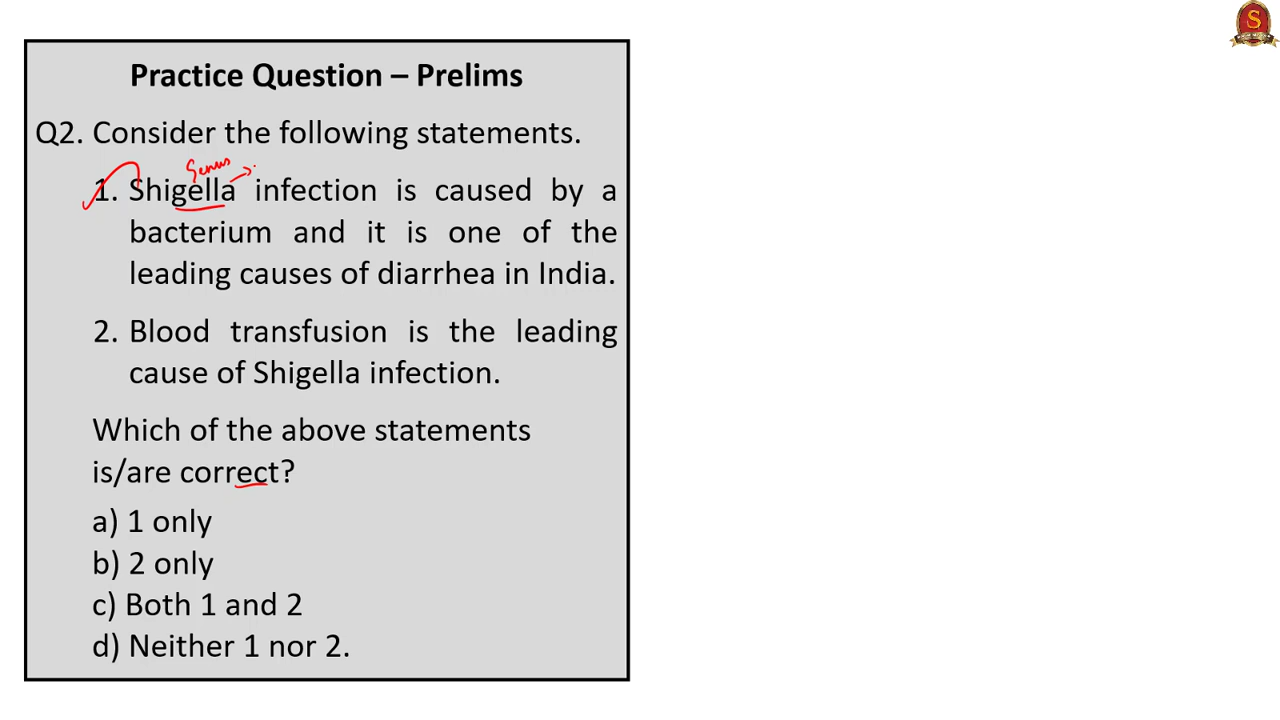 S
Practice Question – Prelims
Q2. Consider the following statements.
Genus
1. Shigella infection is caused by a
bacterium and it is one of the
leading causes of diarrhea in India.
2. Blood transfusion is the leading
cause of Shigella infection.
Which of the above statements
is/are correct?
a) 1 only
b) 2 only
c) Both 1 and 2
d) Neither 1 nor 2.